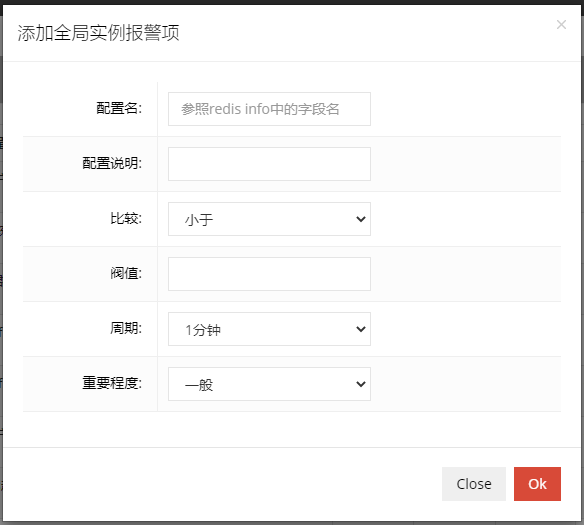 添加全局实例报警项
×
配置名:
参照redis info中的字段名
配置说明:
比较:
小于
阀值:
周期:
1分钟
重要程度:
一般
Close
Ok